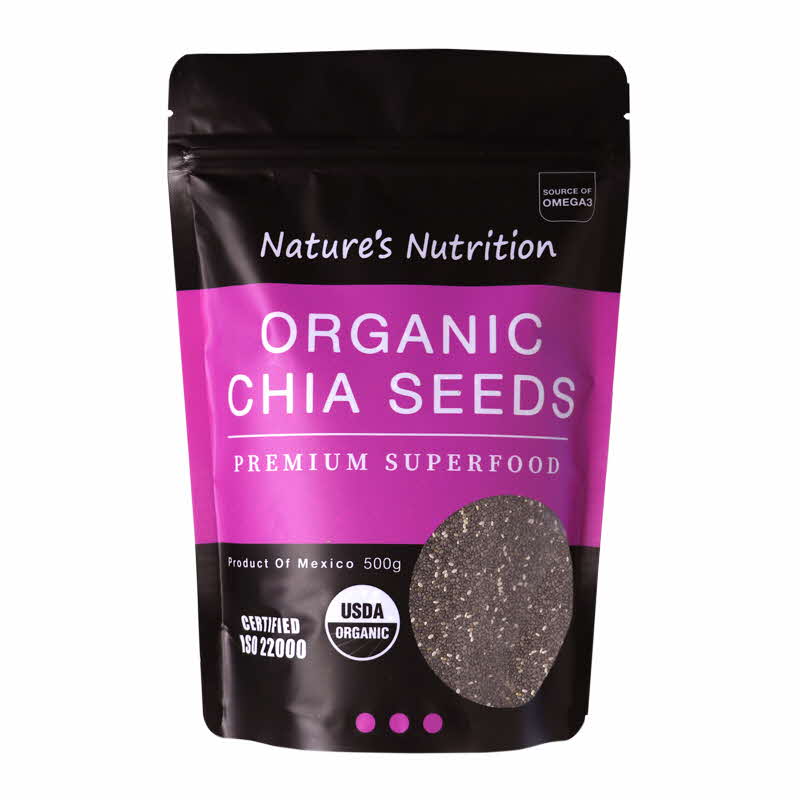 SOURCE OF
OMEGA3
Nature's Nutrition
ORGANIC
CHIA SEEDS
PREMIUM SUPERFOOD
Product Of Mexico 500g
CERTIFIED
ISO 22000
USDA
ORGANIC